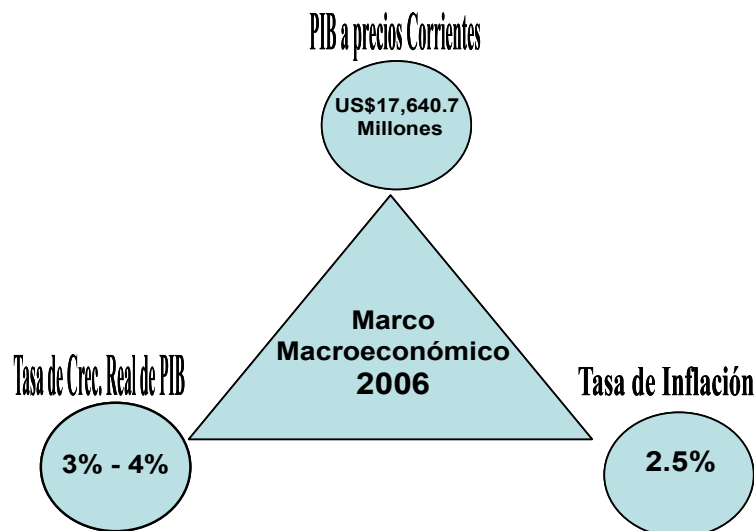 PIB a precios Corrientes
US$17,640.7
Millones
Marco
Macroeconómico
2006
Tasa de Crec. Real de PIB
3% - 4%
Tasa de Inflación
2.5%